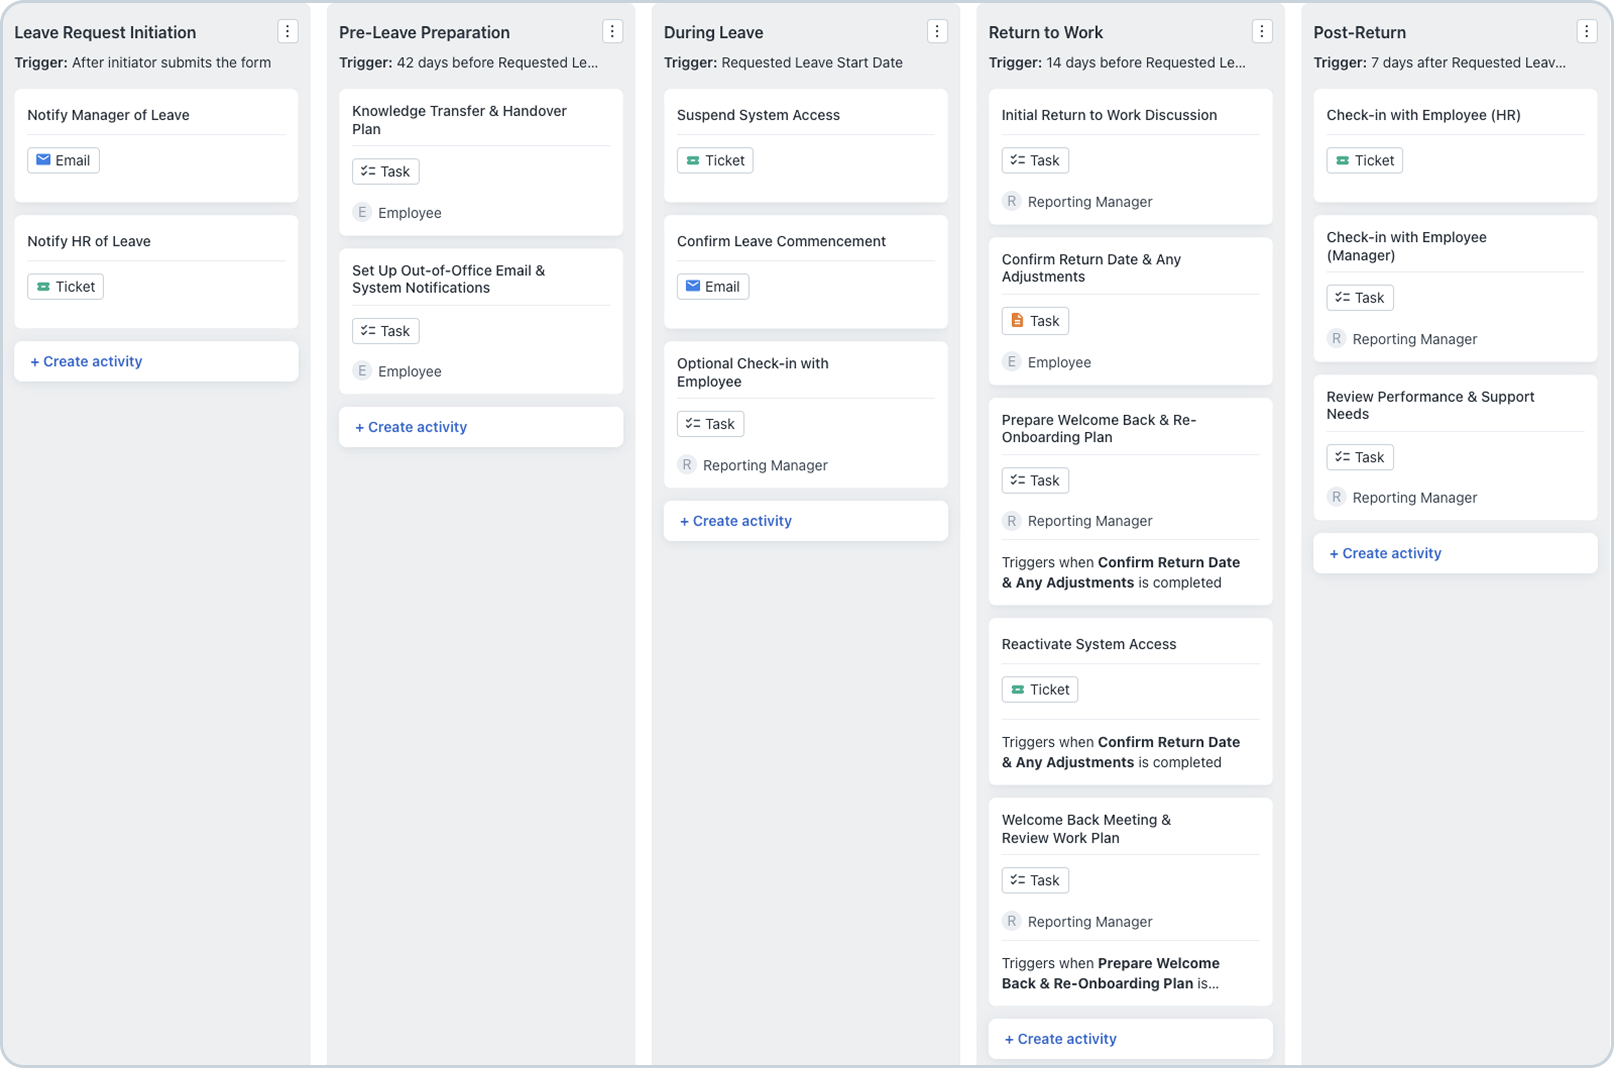 Leave Request Initiation
Trigger: After initiator submits the form
Notify Manager of Leave
Email
Notify HR of Leave
Ticket
+ Create activity
Pre-Leave Preparation
Trigger: 42 days before Requested Le...
Knowledge Transfer & Handover
Plan
Task
E Employee
Set Up Out-of-Office Email &
System Notifications
Task
E Employee
+ Create activity
During Leave
Trigger: Requested Leave Start Date
Suspend System Access
Ticket
Confirm Leave Commencement
Email
Optional Check-in with
Employee
Task
R Reporting Manager
+ Create activity
Return to Work
Trigger: 14 days before Requested Le...
Initial Return to Work Discussion
Task
R Reporting Manager
Confirm Return Date & Any
Adjustments
Task
E Employee
Prepare Welcome Back & Re-
Onboarding Plan
Task
R Reporting Manager
Triggers when Confirm Return Date
& Any Adjustments is completed
Reactivate System Access
Ticket
Triggers when Confirm Return Date
& Any Adjustments is completed
Welcome Back Meeting &
Review Work Plan
Task
R Reporting Manager
Triggers when Prepare Welcome
Back & Re-Onboarding Plan is...
+ Create activity
Post-Return
Trigger: 7 days after Requested Leav...
Check-in with Employee (HR)
Ticket
Check-in with Employee
(Manager)
Task
R Reporting Manager
Review Performance & Support
Needs
Task
R Reporting Manager
+ Create activity